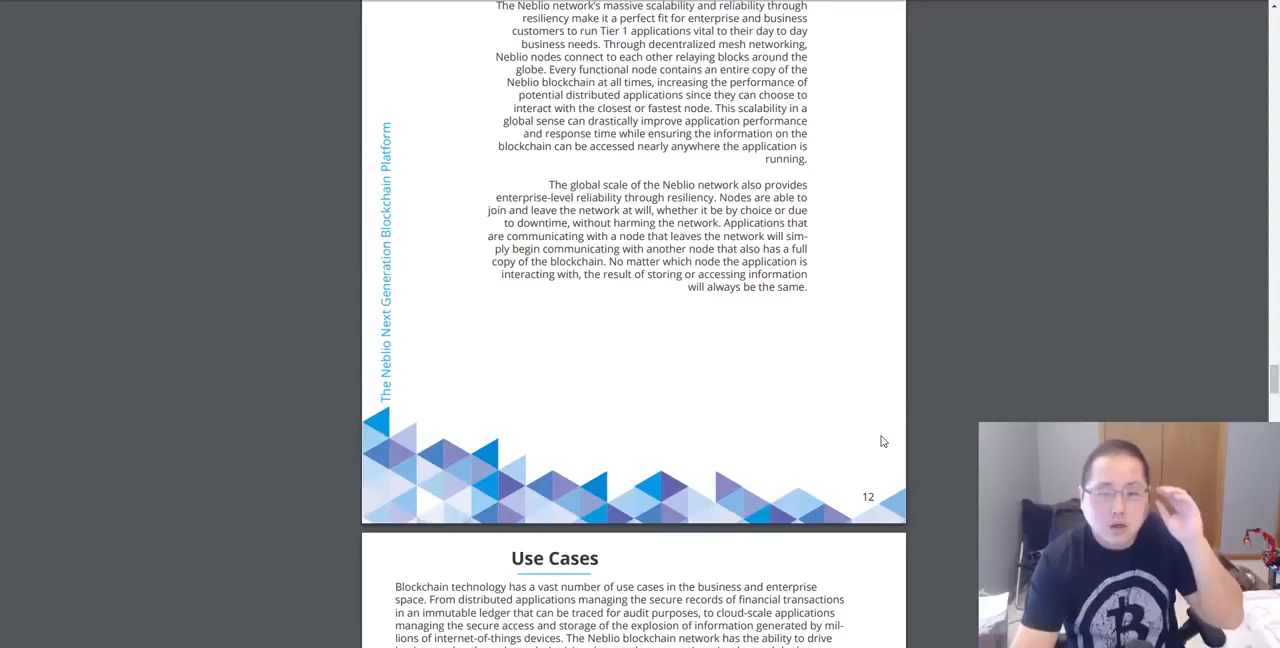 The Neblio network's massive scalability and reliability through
resiliency make it a perfect fit for enterprise and business
customers to run Tier 1 applications vital to their day to day
business needs. Through decentralized mesh networking,
Neblio nodes connect to each other relaying blocks around the
globe. Every functional node contains an entire copy of the
Neblio blockchain at all times, increasing the performance of
potential distributed applications since they can choose to
interact with the closest or fastest node. This scalability in a
global sense can drastically improve application performance
and response time while ensuring the information on the
blockchain can be accessed nearly anywhere the application is
running.
The global scale of the Neblio network also provides
enterprise-level reliability through resiliency. Nodes are able to
join and leave the network at will, whether it be by choice or due
to downtime, without harming the network. Applications that
are communicating with a node that leaves the network will sim-
ply begin communicating with another node that also has a full
copy of the blockchain. No matter which node the application is
interacting with, the result of storing or accessing information
will always be the same.
The Neblio Next Generation Blockchain Platform
12
Use Cases
Blockchain technology has a vast number of use cases in the business and enterprise
space. From distributed applications managing the secure records of financial transactions
in an immutable ledger that can be traced for audit purposes, to cloud-scale applications
managing the secure access and storage of the explosion of information generated by mil-
lions of internet-of-things devices. The Neblio blockchain network has the ability to drive